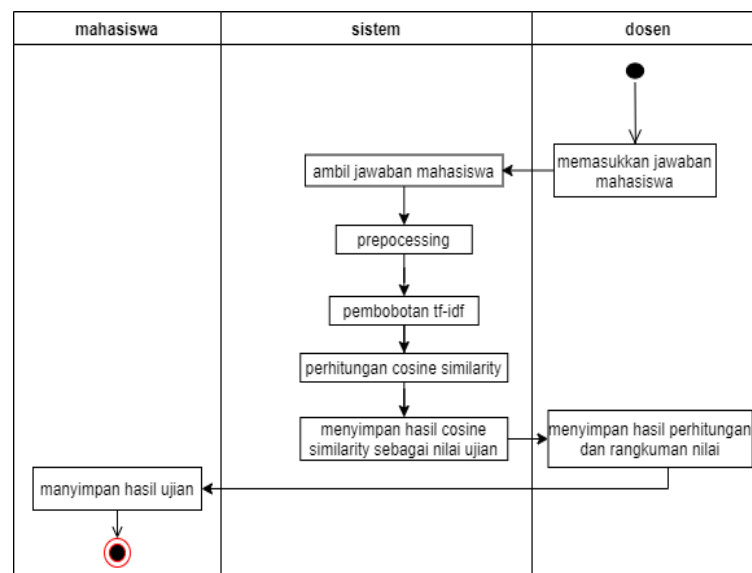 mahasiswa
sistem
dosen
memasukkan jawaban
mahasiswa
ambil jawaban mahasiswa
prepocessing
pembobotan tf-idf
perhitungan cosine similarity
menyimpan hasil cosine
similarity sebagai nilai ujian
menyimpan hasil perhitungan
dan rangkuman nilai
manyimpan hasil ujian